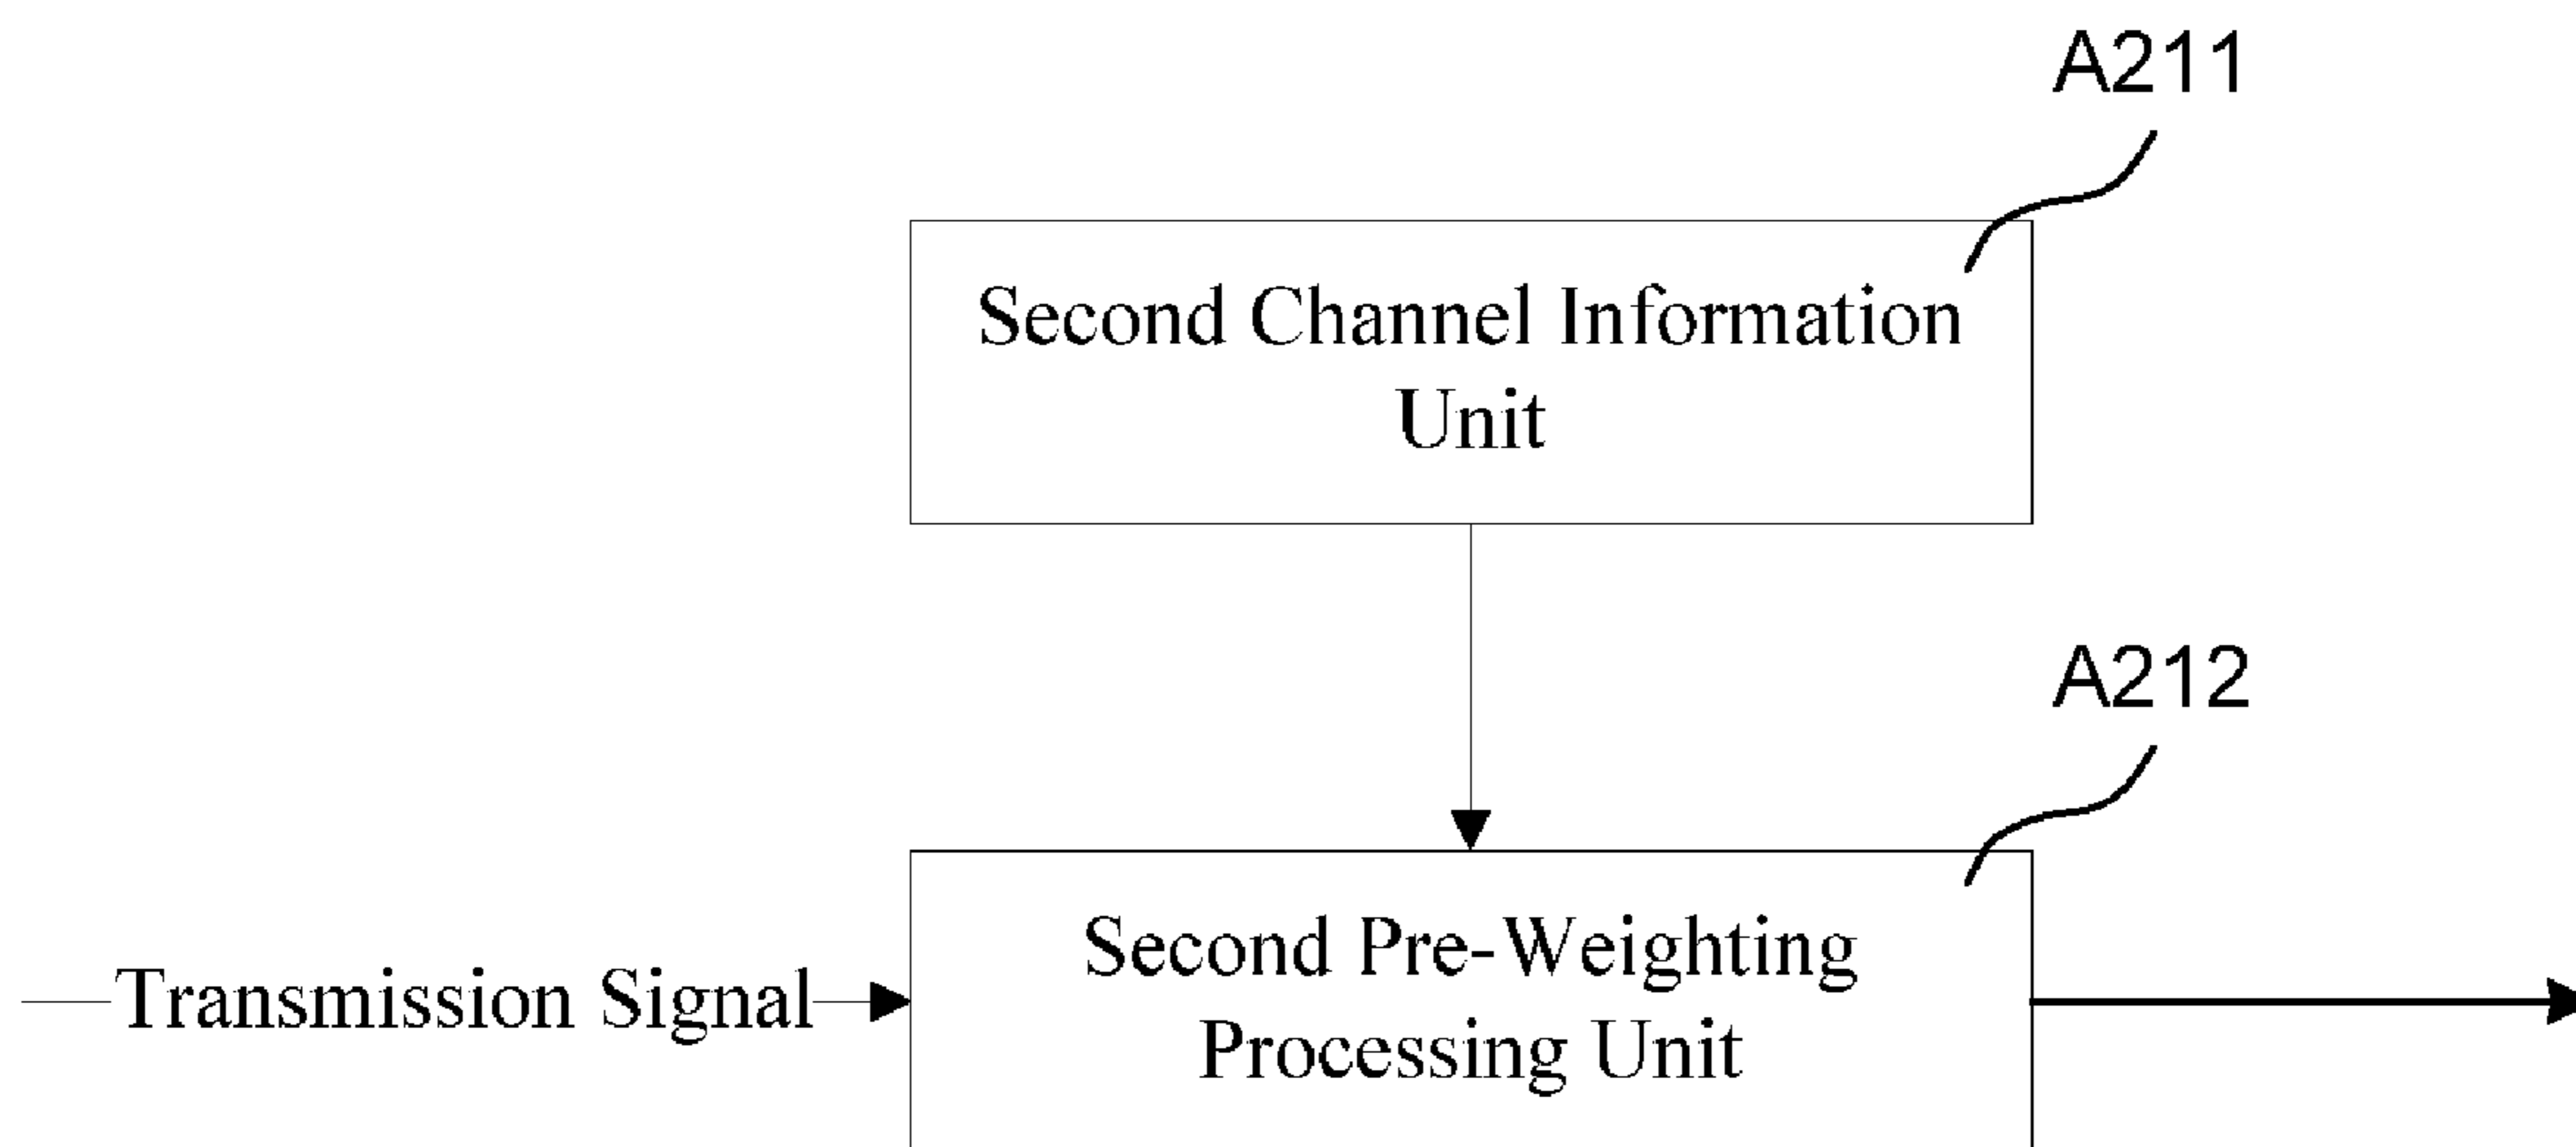 A211
Second Channel Information
Unit
A212
Second Pre-Weighting
Processing Unit
Transmission Signal